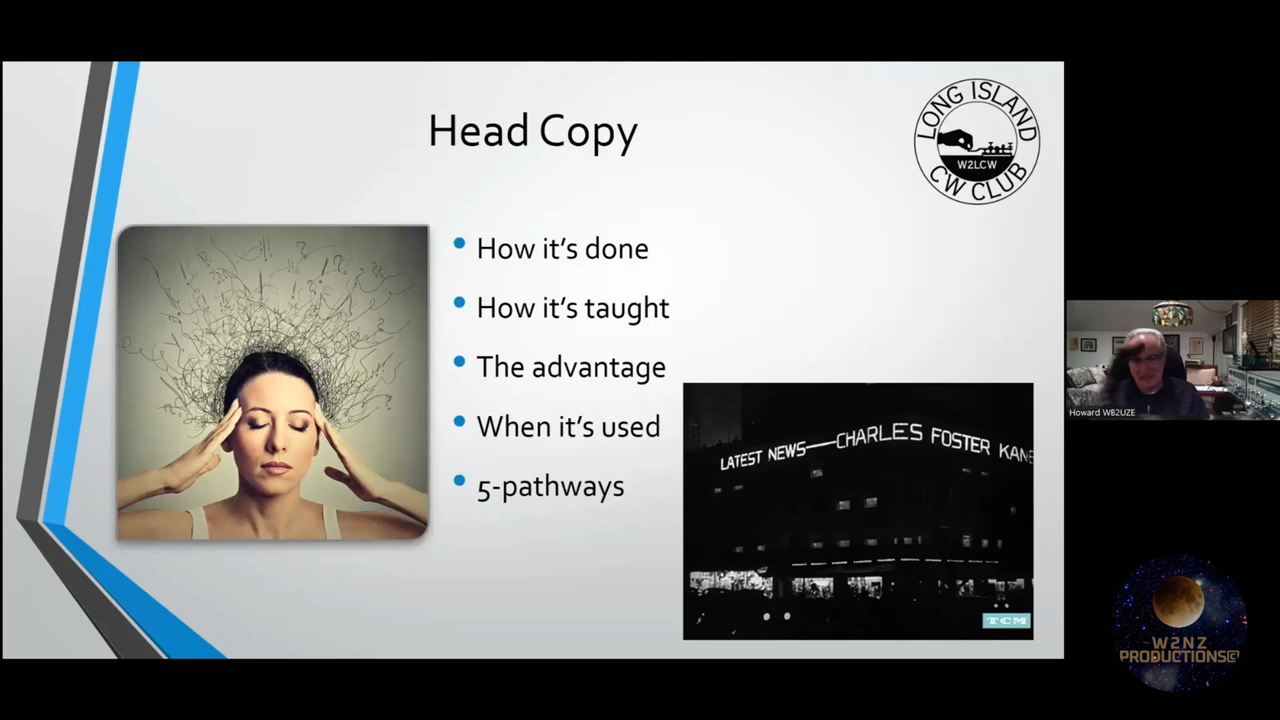 Head Copy
LONG ISLAND
W2LCW
CW CLUB
• How it's done
• How it's taught
• The advantage
• When it's used
• 5-pathways
LATEST NEWS—CHARLES FOSTER KANE
TCM
Howard WB2UZE
W2NZ
PRODUCTIONS©